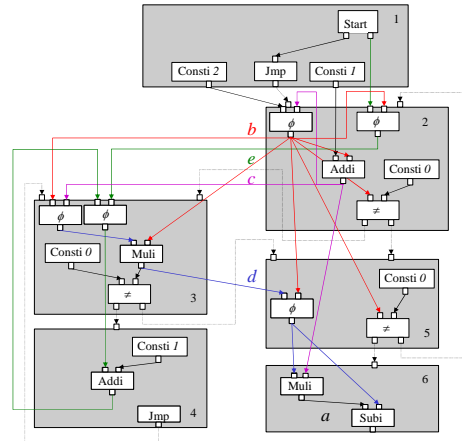 Start
1
Consti 2
Jmp
Consti 1
ϕ
ϕ
2
b
e
c
Addi
Consti 0
≠
ϕ
ϕ
Consti 0
Muli
≠
3
d
ϕ
Consti 0
≠
5
Consti 1
Addi
Jmp
4
Muli
6
a
Subi